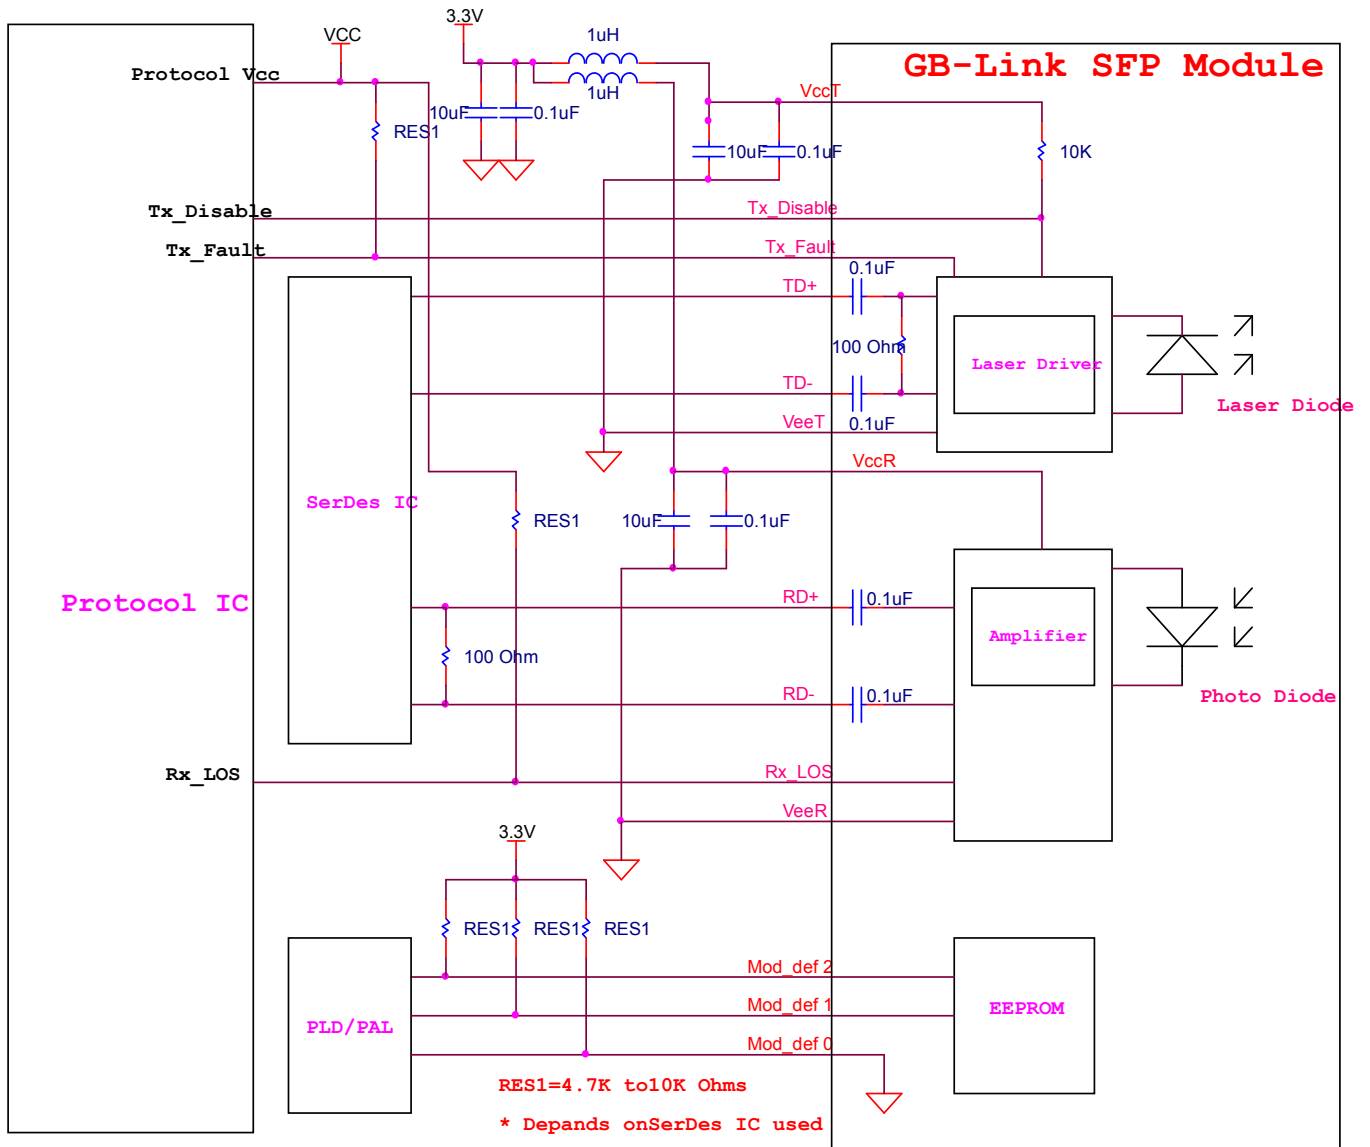 3.3V
VCC
1uH
GB-Link SFP Module
Protocol Vcc
1uH
VccT
10uF
0.1uF
RES1
10uF
0.1uF
10K
Tx_Disable
Tx_Disable
Tx_Fault
Tx_Fault
0.1uF
TD+
100 Ohm
Laser Driver
TD-
Laser Diode
VeeT
0.1uF
VccR
SerDes IC
RES1
10uF
0.1uF
Protocol IC
RD+
0.1uF
Amplifier
100 Ohm
RD-
0.1uF
Photo Diode
Rx_LOS
Rx_LOS
VeeR
3.3V
RES1
RES1
RES1
Mod_def 2
Mod_def 1
EEPROM
PLD/PAL
Mod_def 0
RES1=4.7K to10K Ohms
* Depands onSerDes IC used